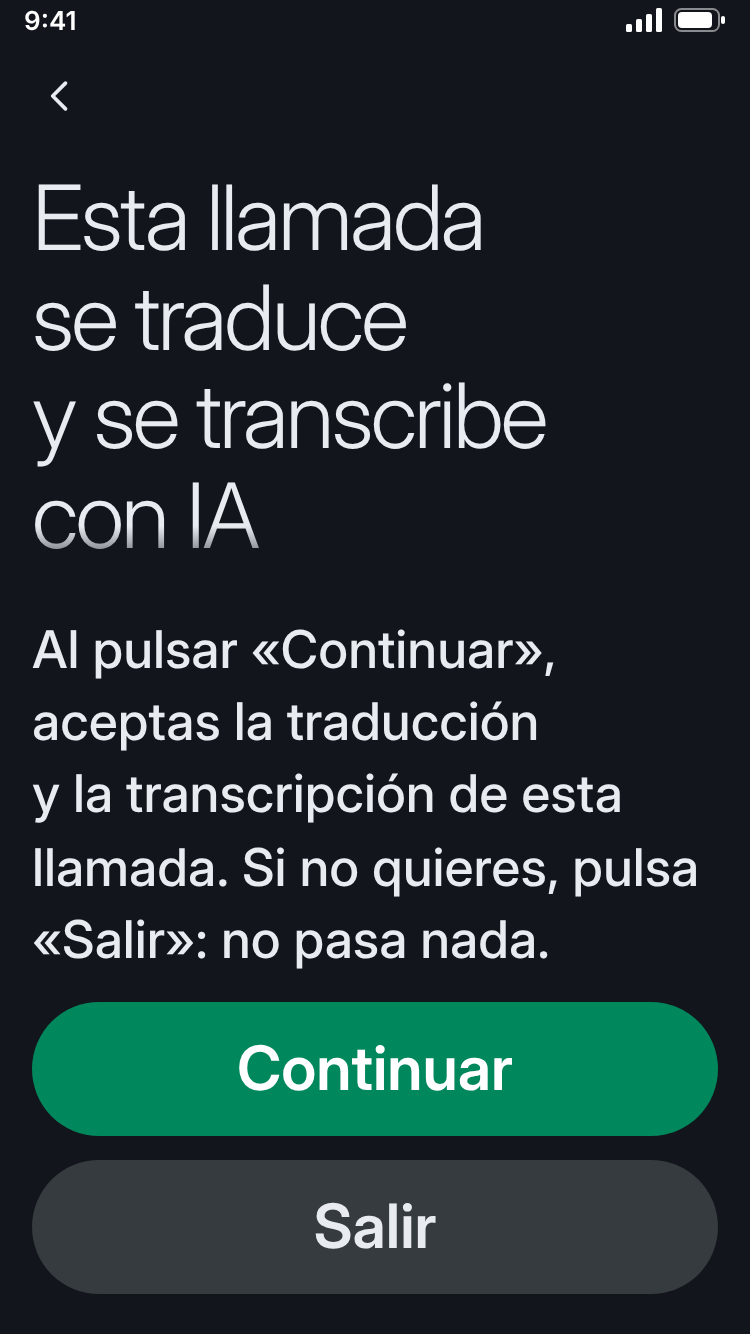 9:41
Esta llamada
se traduce
y se transcribe
con IA
Al pulsar «Continuar»,
aceptas la traducción
y la transcripción de esta
llamada. Si no quieres, pulsa
«Salir»: no pasa nada.
Continuar
Salir